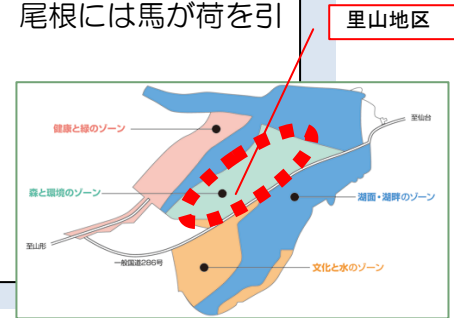 尾根には馬が荷を引
里山地区
至仙台
健康と緑のゾーン
森と環境のゾーン
湖面・湖畔のゾーン
至山形
一般国道286号
文化と水のゾーン